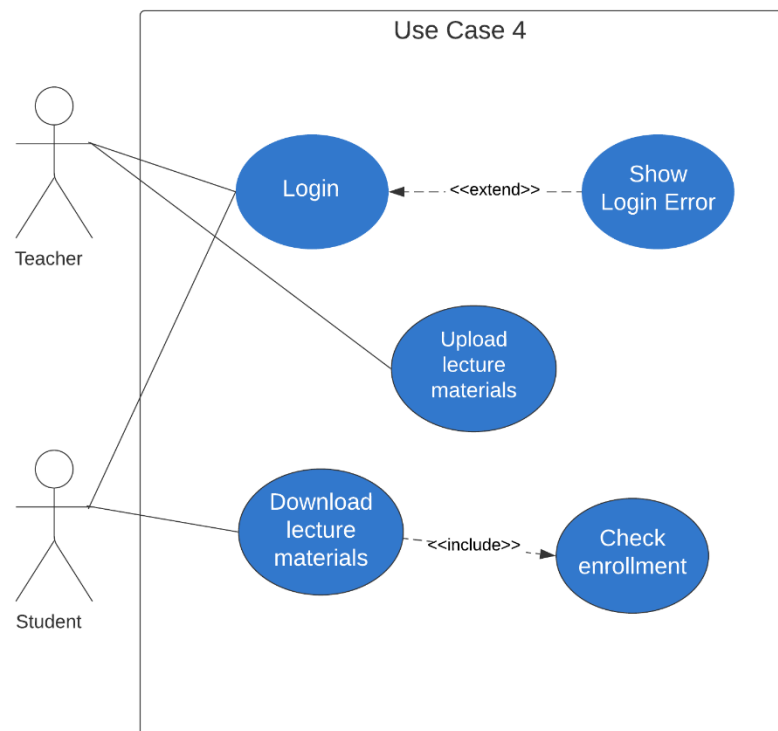 Use Case 4
Login
<<extend>>
Show
Login Error
Teacher
Upload
lecture
materials
Download
lecture
materials
<<include>>
Check
enrollment
Student